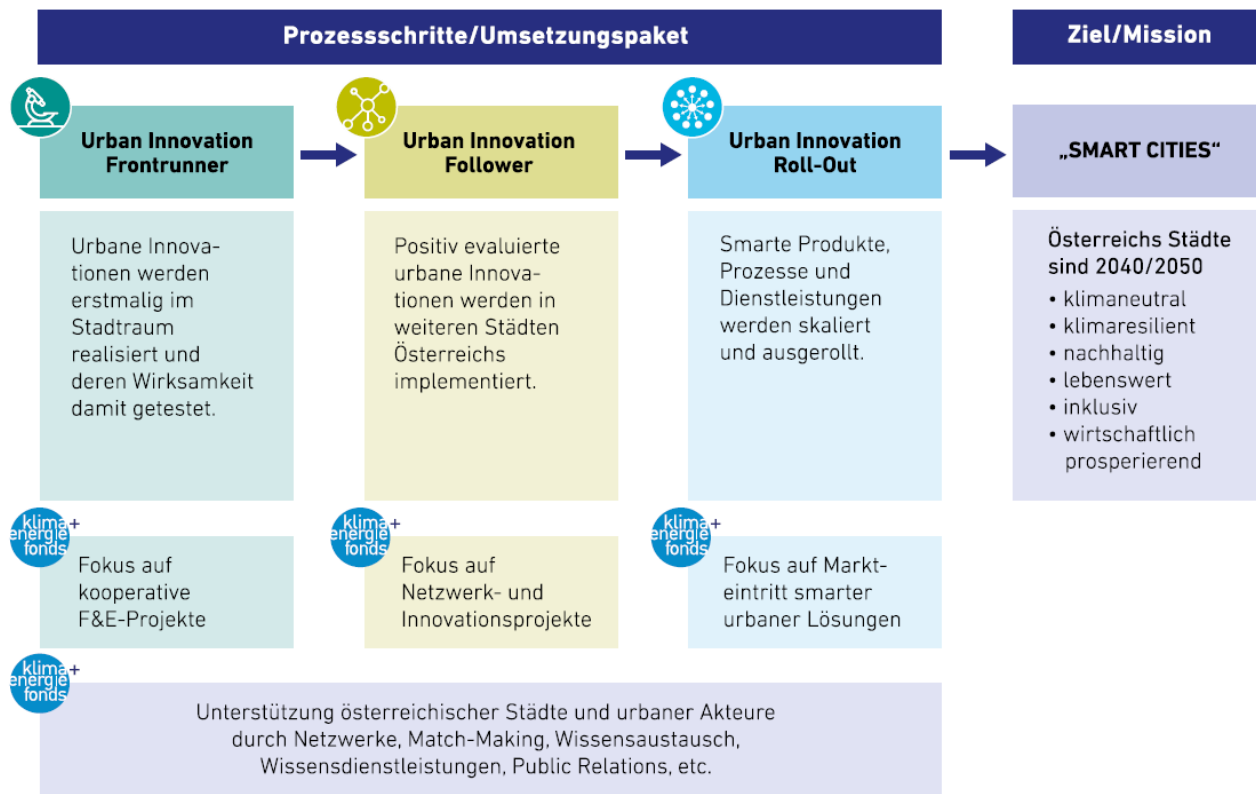 Prozessschritte/Umsetzungspaket
Ziel/Mission
Urban Innovation
Frontrunner
Urban Innovation
Follower
Urban Innovation
Roll-Out
„SMART CITIES“
Urbane Innova-
tionen werden
erstmalig im
Stadtraum
realisiert und
deren Wirksamkeit
damit getestet.
Positiv evaluierte
urbane Innova-
tionen werden in
weiteren Städten
Österreichs
implementiert.
Smarte Produkte,
Prozesse und
Dienstleistungen
werden skaliert
und ausgerollt.
Österreichs Städte
sind 2040/2050
• klimaneutral
• klimaresilient
• nachhaltig
• lebenswert
• inklusiv
• wirtschaftlich
prosperierend
klima+
energie
fonds
Fokus auf
kooperative
F&E-Projekte
klima+
energie
fonds
Fokus auf
Netzwerk- und
Innovationsprojekte
klima+
energie
fonds
Fokus auf Markt-
eintritt smarter
urbaner Lösungen
klima+
energie
fonds
Unterstützung österreichischer Städte und urbaner Akteure
durch Netzwerke, Match-Making, Wissensaustausch,
Wissensdienstleistungen, Public Relations, etc.